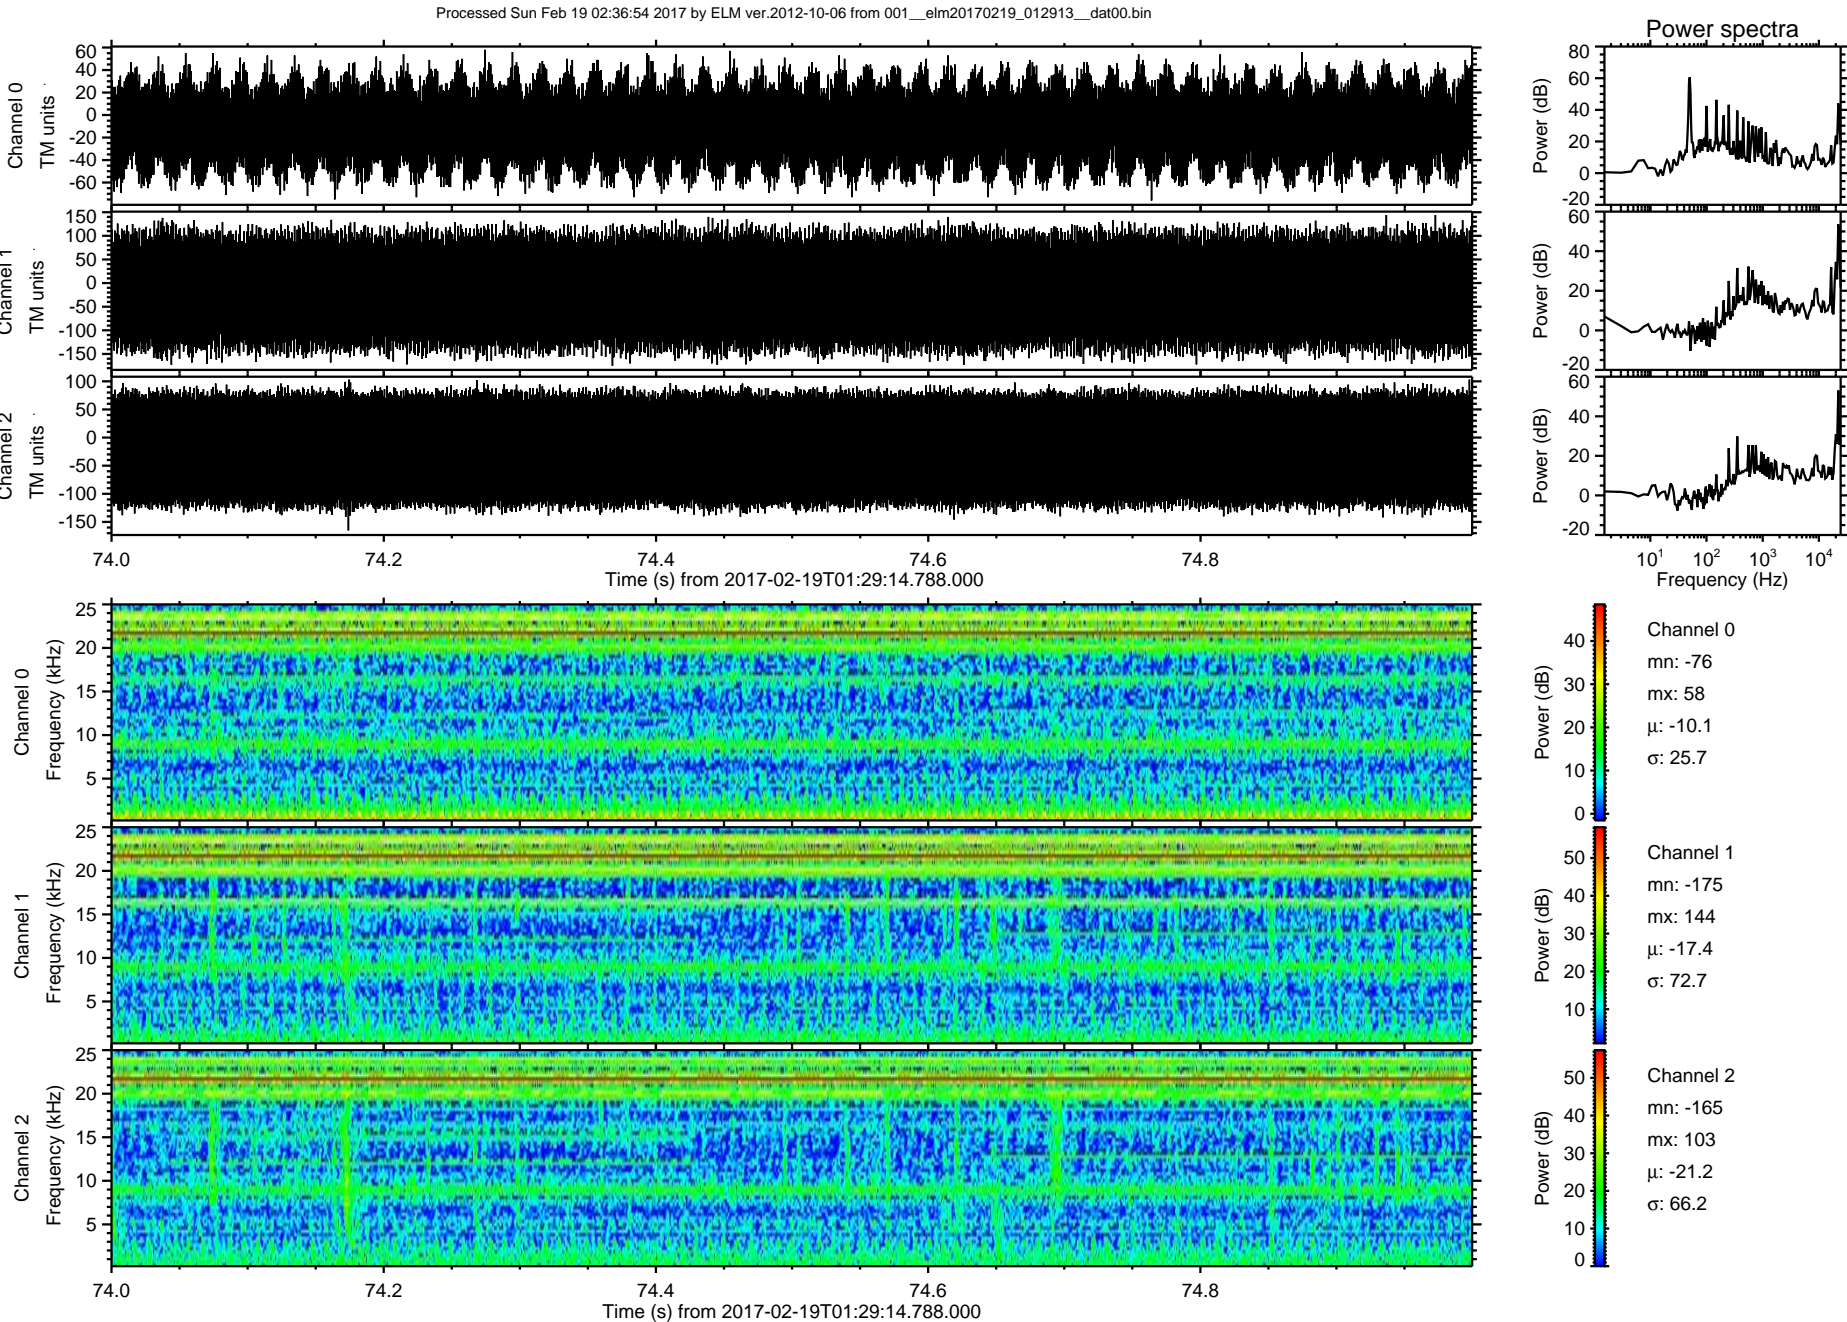 Processed Sun Feb 19 02:36:54 2017 by ELM ver.2012-10-06 from 001__elm20170219_012913__dat00.bin
Power spectra
Channel 0
TM units
60
40
20
0
-20
-40
-60
Power (dB)
80
60
40
20
0
-20
Channel 1
TM units
150
100
50
0
-50
-100
-150
Power (dB)
60
40
20
0
-20
Channel 2
TM units
100
50
0
-50
-100
-150
Power (dB)
60
40
20
0
-20
74.0 74.2 74.4 74.6 74.8
Time (s) from 2017-02-19T01:29:14.788.000
10^1 10^2 10^3 10^4
Frequency (Hz)
Channel 0
Frequency (kHz)
25
20
15
10
5
Power (dB)
40
30
20
10
0
Channel 0
mn: -76
mx: 58
μ: -10.1
σ: 25.7
Channel 1
Frequency (kHz)
25
20
15
10
5
Power (dB)
50
40
30
20
10
Channel 1
mn: -175
mx: 144
μ: -17.4
σ: 72.7
Channel 2
Frequency (kHz)
25
20
15
10
5
Power (dB)
50
40
30
20
10
0
Channel 2
mn: -165
mx: 103
μ: -21.2
σ: 66.2
74.0 74.2 74.4 74.6 74.8
Time (s) from 2017-02-19T01:29:14.788.000